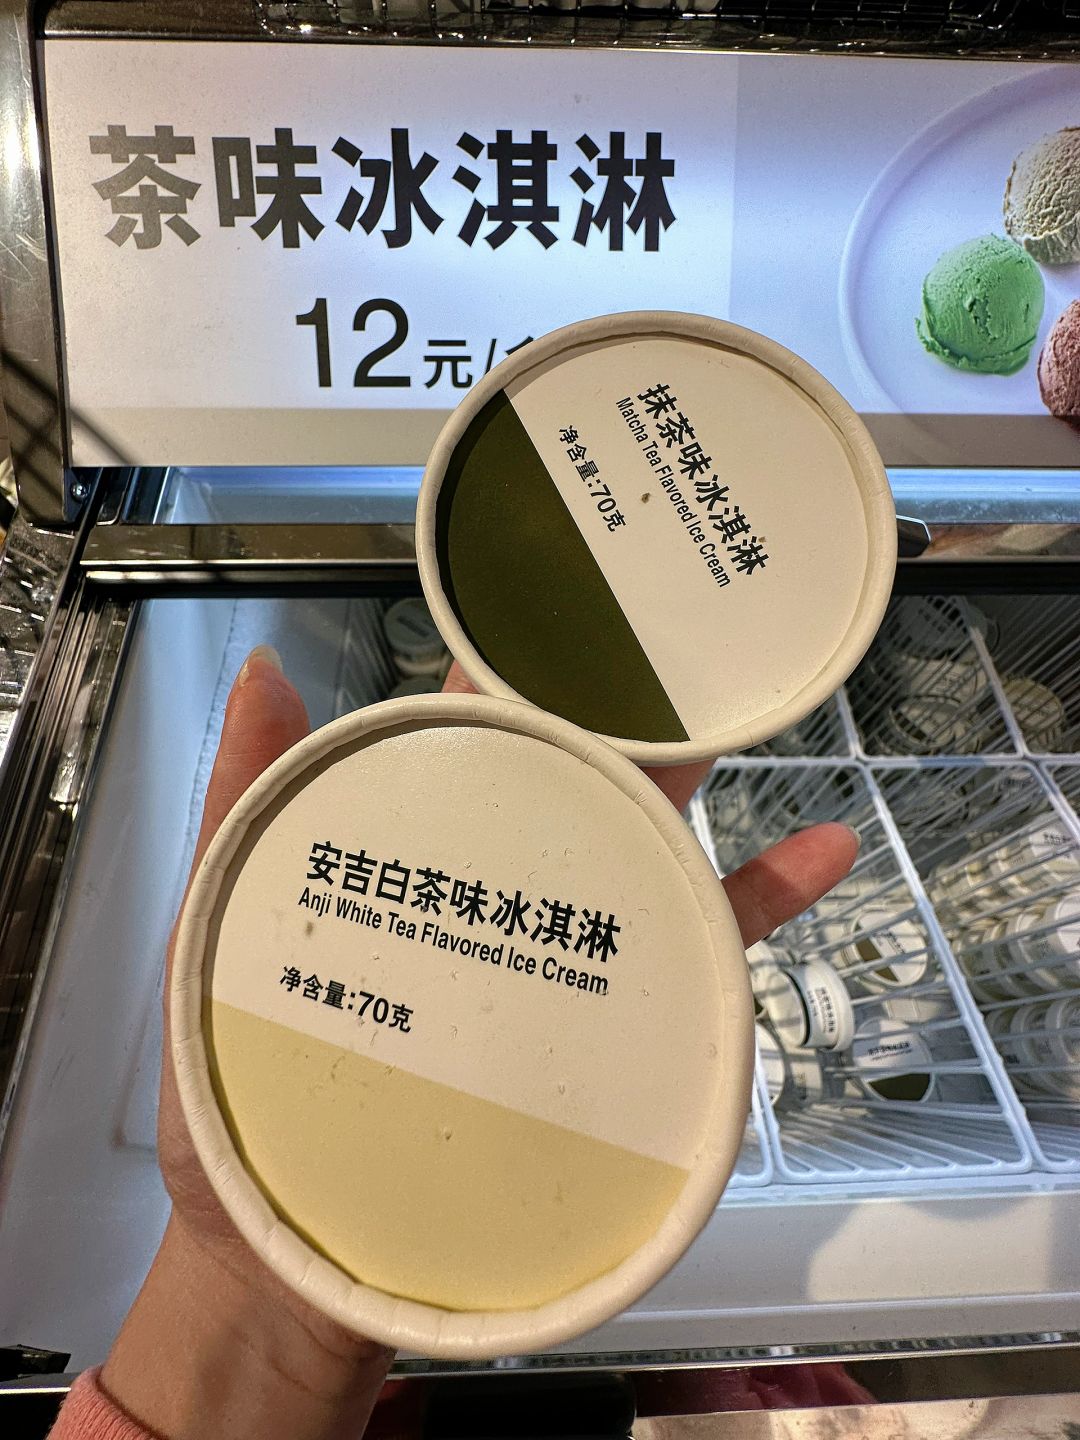 茶味冰淇淋
12元/
抹茶味冰淇淋
Matcha Tea Flavored Ice Cream
净含量:70克
安吉白茶味冰淇淋
Anji White Tea Flavored Ice Cream
净含量:70克